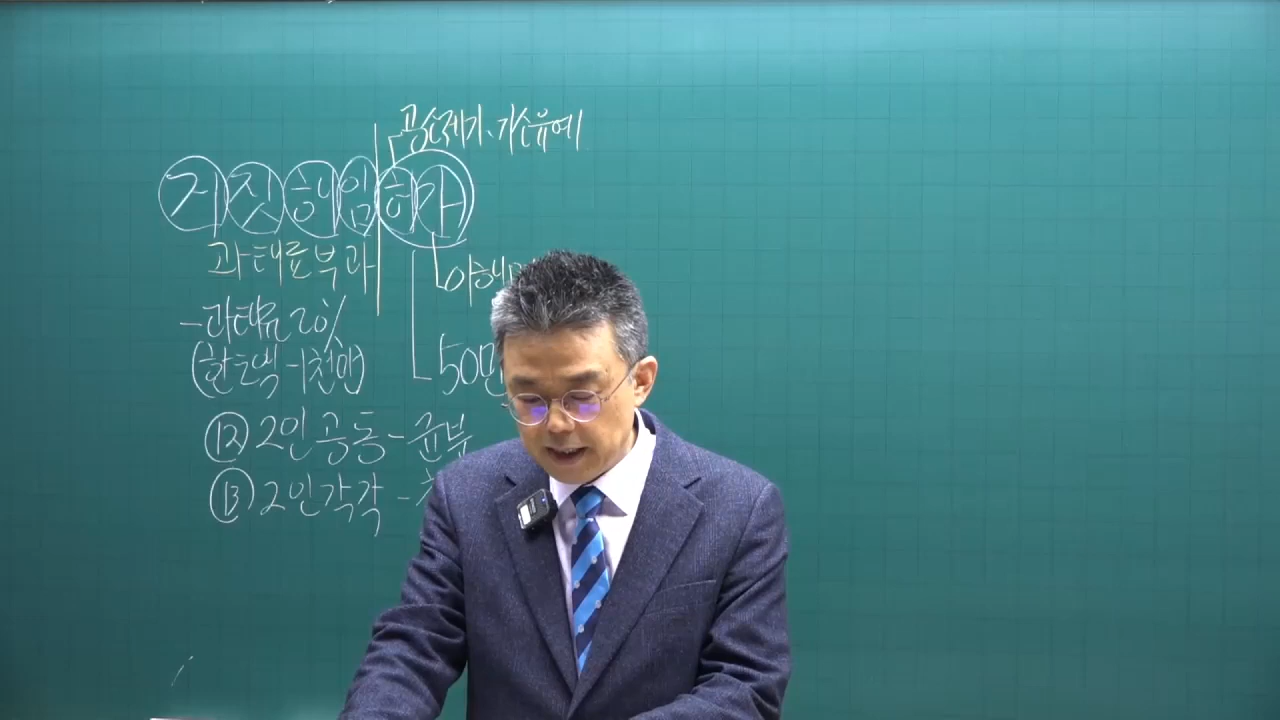 공소제기、기소유예
거짓해임허가
과태료부과
이행
-과태료 20%
(한도액-1천만)
50만
⑫ 2인 공동 - 균부
⑬ 2인 각각 -